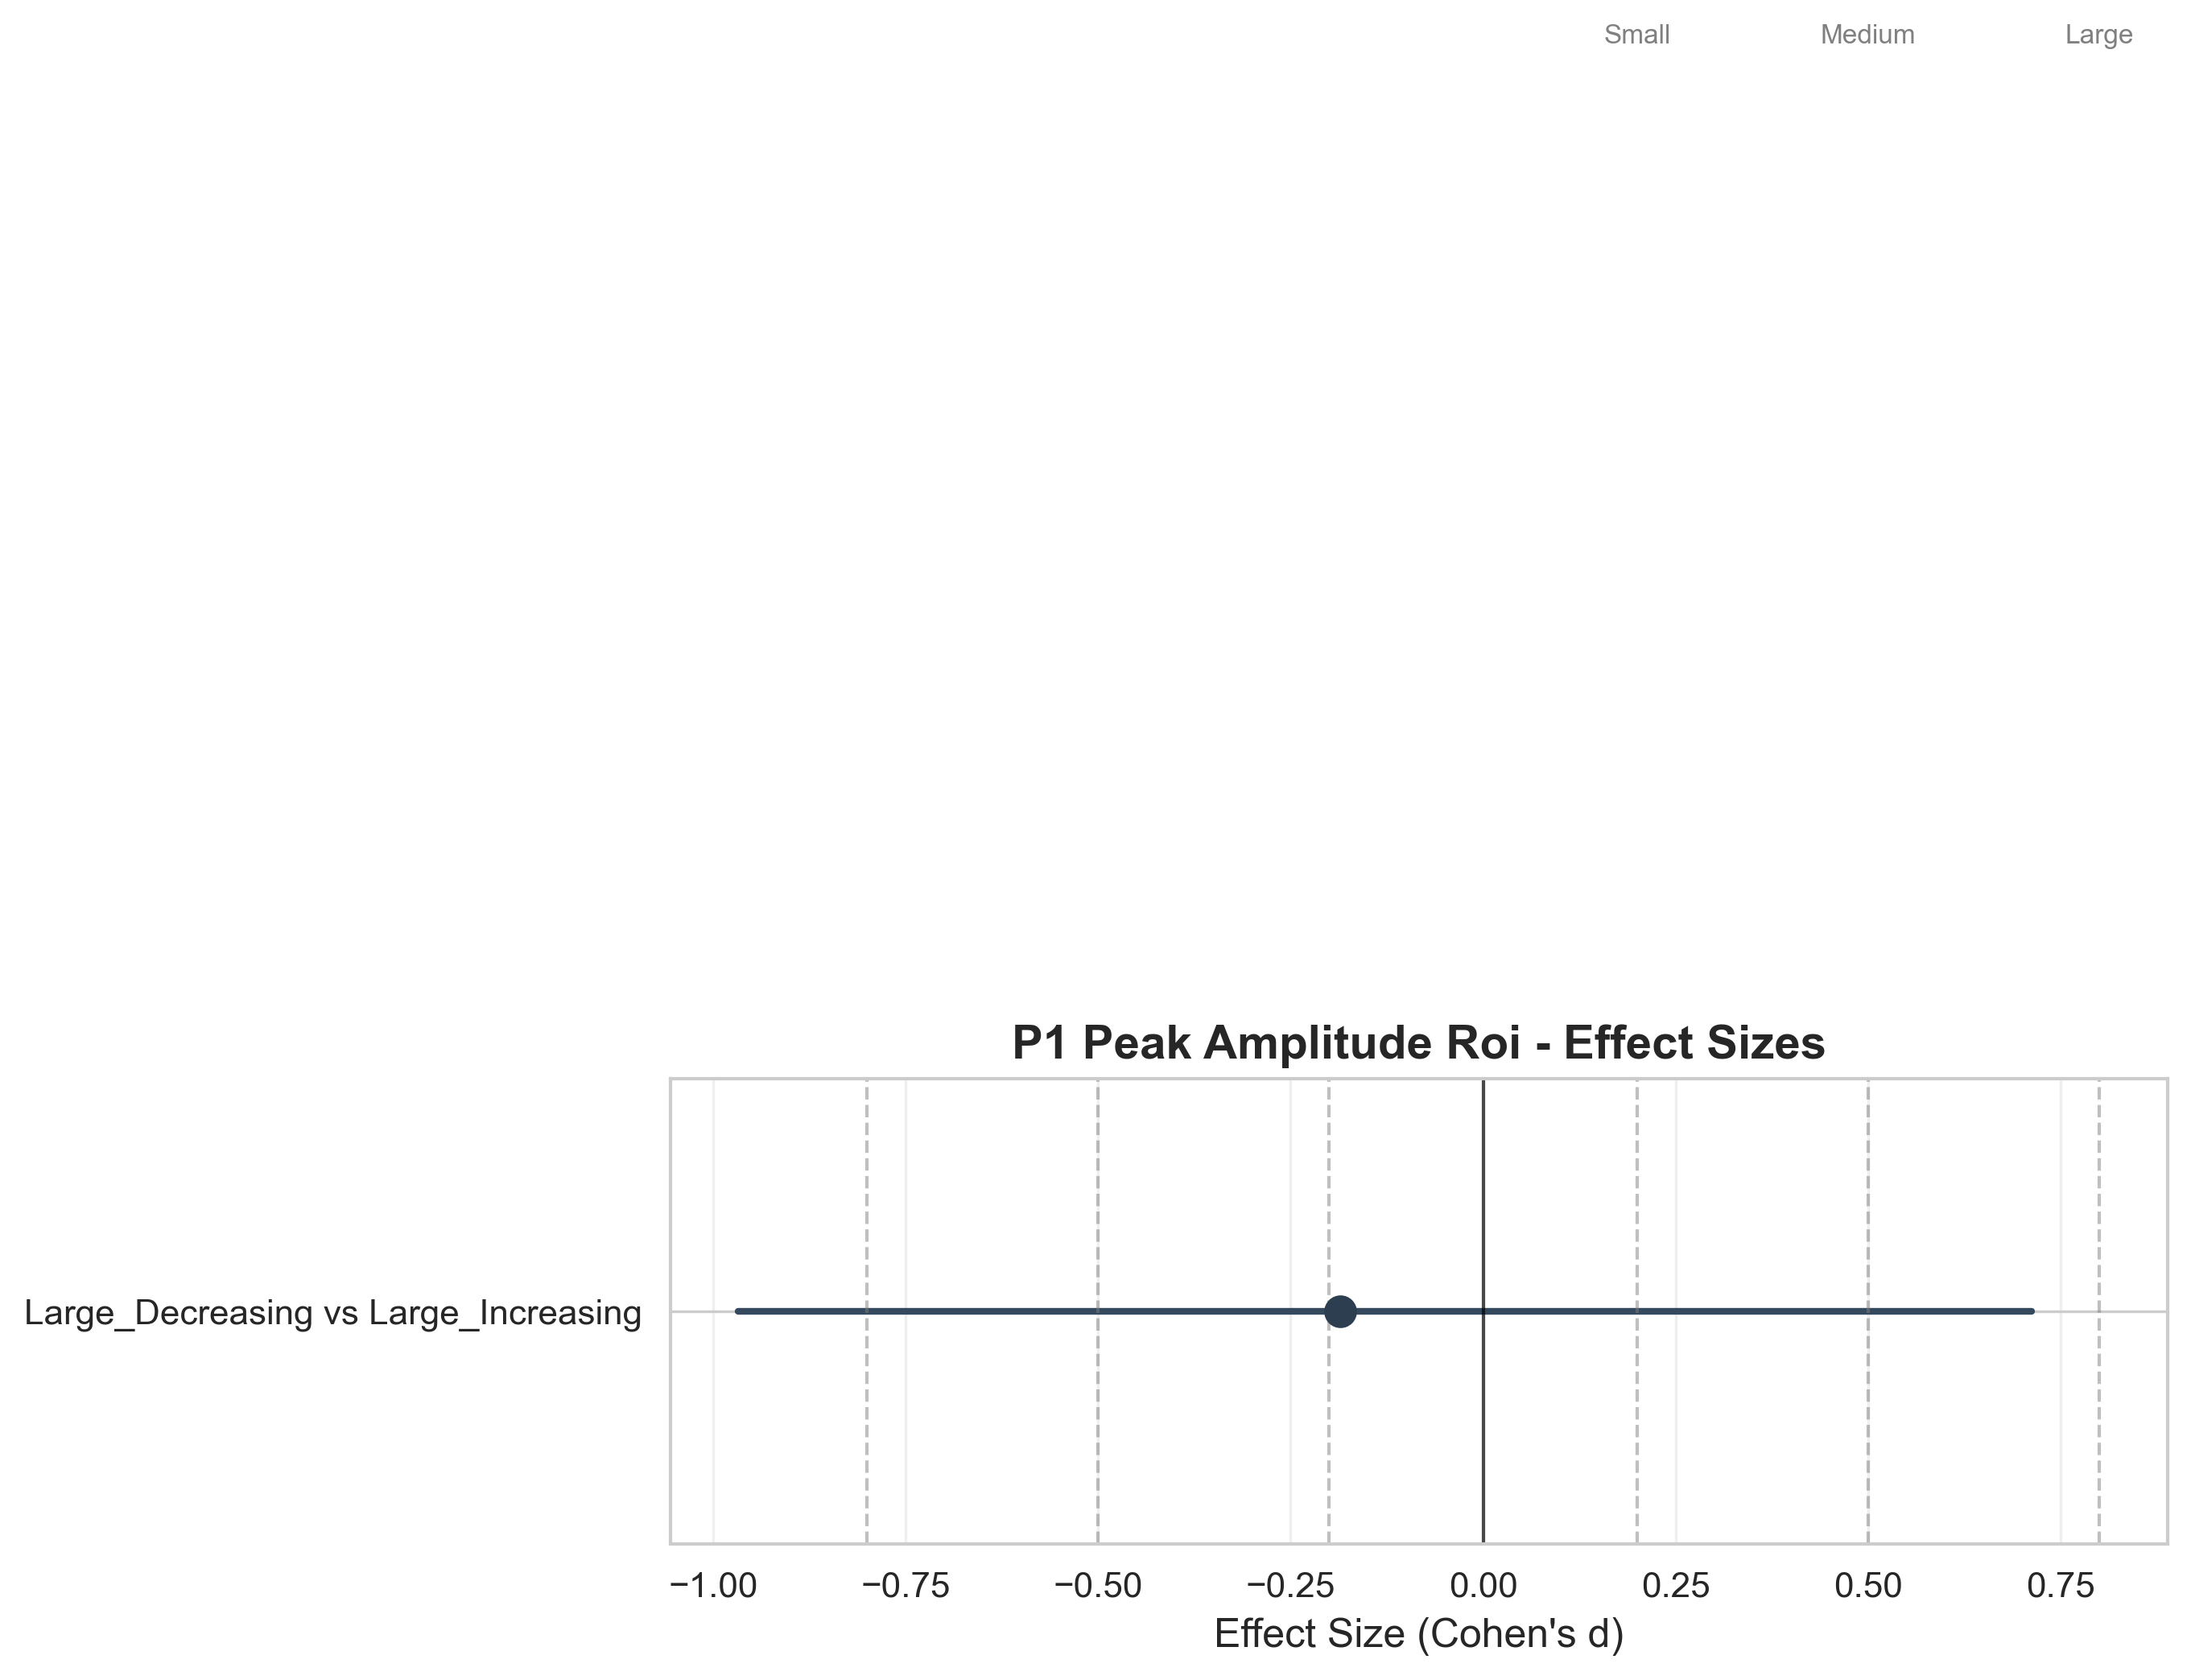 Small Medium Large
P1 Peak Amplitude Roi - Effect Sizes
Large_Decreasing vs Large_Increasing
−1.00 −0.75 −0.50 −0.25 0.00 0.25 0.50 0.75
Effect Size (Cohen's d)